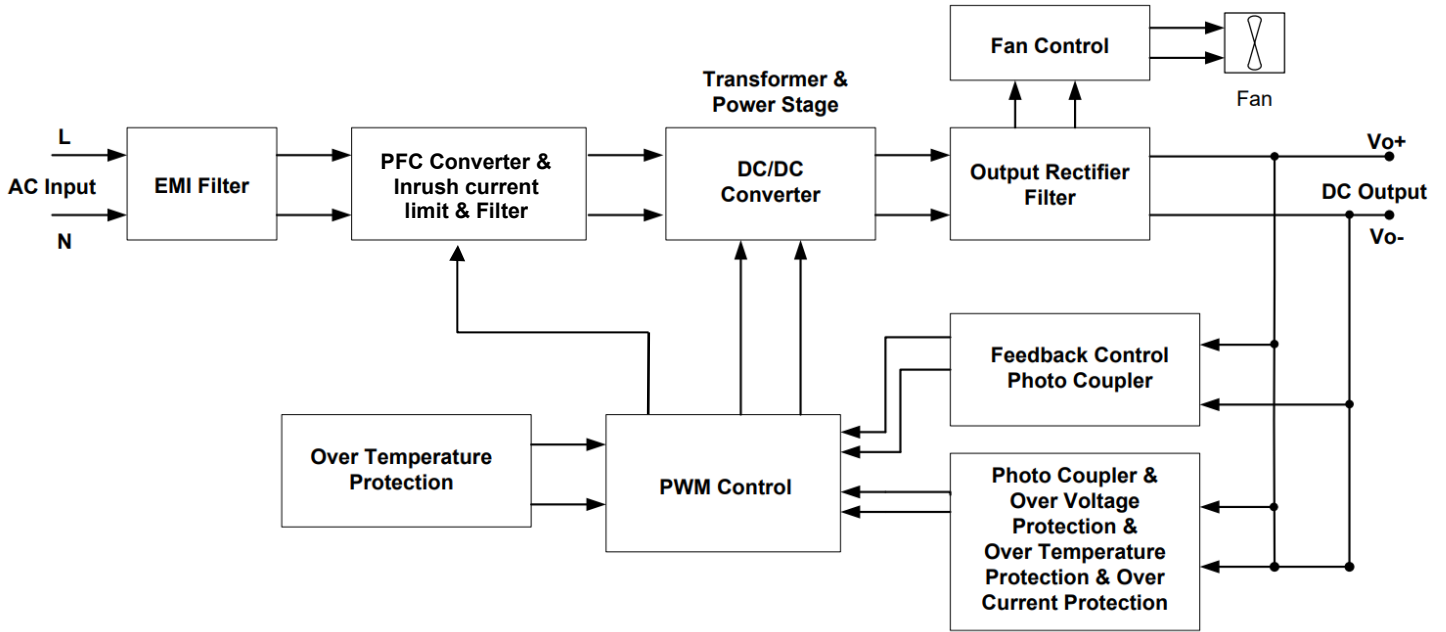 Fan Control
Fan
Transformer &
Power Stage
L
AC Input
N
EMI Filter
PFC Converter &
Inrush current
limit & Filter
DC/DC
Converter
Output Rectifier
Filter
Vo+
DC Output
Vo-
Feedback Control
Photo Coupler
Over Temperature
Protection
PWM Control
Photo Coupler &
Over Voltage
Protection &
Over Temperature
Protection & Over
Current Protection